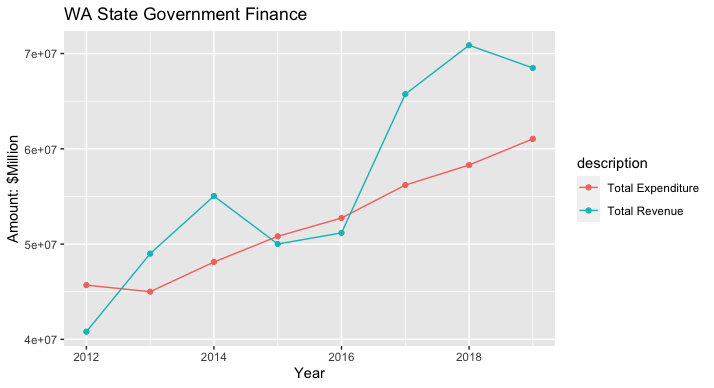 WA State Government Finance
7e+07
6e+07
5e+07
4e+07
Amount: $Million
2012
2014
2016
2018
Year
description
Total Expenditure
Total Revenue